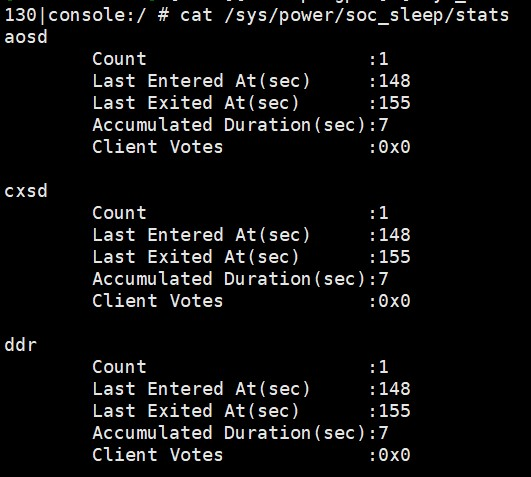 130|console:/ # cat /sys/power/soc_sleep/stats
aosd
Count :1
Last Entered At(sec) :148
Last Exited At(sec) :155
Accumulated Duration(sec):7
Client Votes :0x0
cxsd
Count :1
Last Entered At(sec) :148
Last Exited At(sec) :155
Accumulated Duration(sec):7
Client Votes :0x0
ddr
Count :1
Last Entered At(sec) :148
Last Exited At(sec) :155
Accumulated Duration(sec):7
Client Votes :0x0